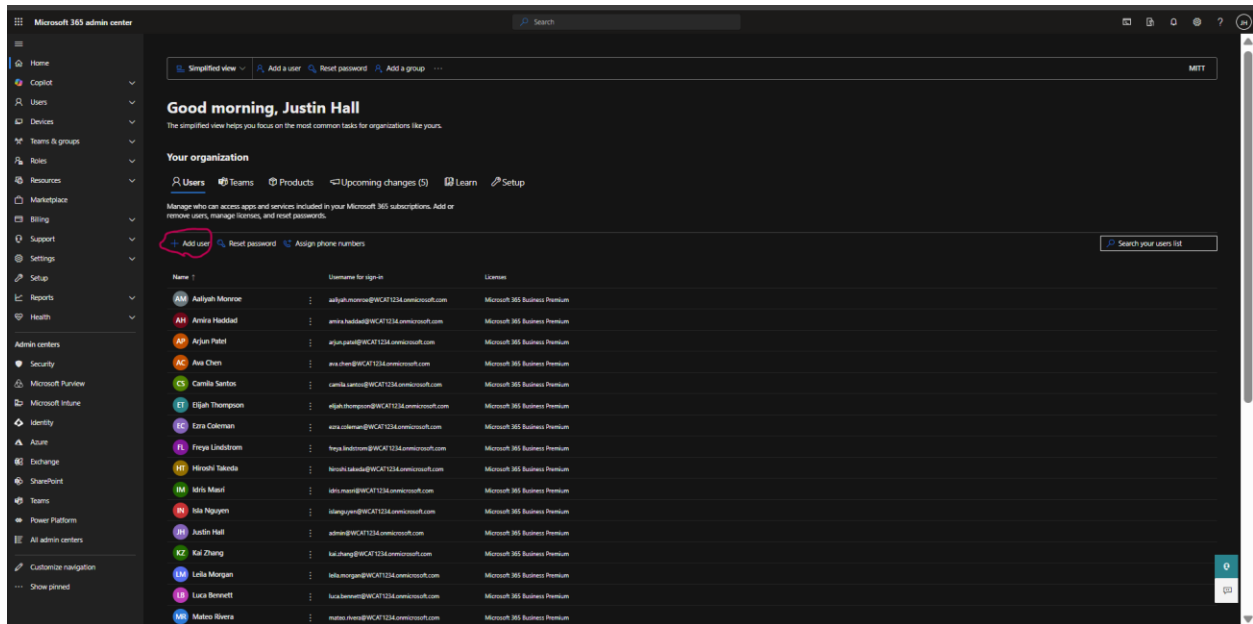 Microsoft 365 admin center
Search
?
JH
Home
Copilot
Users
Devices
Teams & groups
Roles
Resources
Marketplace
Billing
Support
Settings
Setup
Reports
Health
Admin centers
Security
Microsoft Purview
Microsoft Intune
Identity
Azure
Exchange
SharePoint
Teams
Power Platform
All admin centers
Customize navigation
Show pinned
Simplified view Add a user Reset password Add a group ... MITT
Good morning, Justin Hall
The simplified view helps you focus on the most common tasks for organizations like yours.
Your organization
Users Teams Products Upcoming changes (5) Learn Setup
Manage who can access apps and services included in your Microsoft 365 subscriptions. Add or
remove users, manage licenses, and reset passwords.
Add user Reset password Assign phone numbers Search your users list
Name ↑ Username for sign-in Licenses
AM Aaliyah Monroe aaliyah.monroe@WCAT1234.onmicrosoft.com Microsoft 365 Business Premium
AH Amira Haddad amira.haddad@WCAT1234.onmicrosoft.com Microsoft 365 Business Premium
AP Arjun Patel arjun.patel@WCAT1234.onmicrosoft.com Microsoft 365 Business Premium
AC Ava Chen ava.chen@WCAT1234.onmicrosoft.com Microsoft 365 Business Premium
CS Camila Santos camila.santos@WCAT1234.onmicrosoft.com Microsoft 365 Business Premium
ET Elijah Thompson elijah.thompson@WCAT1234.onmicrosoft.com Microsoft 365 Business Premium
EC Ezra Coleman ezra.coleman@WCAT1234.onmicrosoft.com Microsoft 365 Business Premium
FL Freya Lindstrom freya.lindstrom@WCAT1234.onmicrosoft.com Microsoft 365 Business Premium
HT Hiroshi Takeda hiroshi.takeda@WCAT1234.onmicrosoft.com Microsoft 365 Business Premium
IM Idris Masri idris.masri@WCAT1234.onmicrosoft.com Microsoft 365 Business Premium
IN Isla Nguyen islanguyen@WCAT1234.onmicrosoft.com Microsoft 365 Business Premium
JH Justin Hall admin@WCAT1234.onmicrosoft.com Microsoft 365 Business Premium
KZ Kai Zhang kai.zhang@WCAT1234.onmicrosoft.com Microsoft 365 Business Premium
LM Leila Morgan leila.morgan@WCAT1234.onmicrosoft.com Microsoft 365 Business Premium
LB Luca Bennett luca.bennett@WCAT1234.onmicrosoft.com Microsoft 365 Business Premium
MR Mateo Rivera mateo.rivera@WCAT1234.onmicrosoft.com Microsoft 365 Business Premium